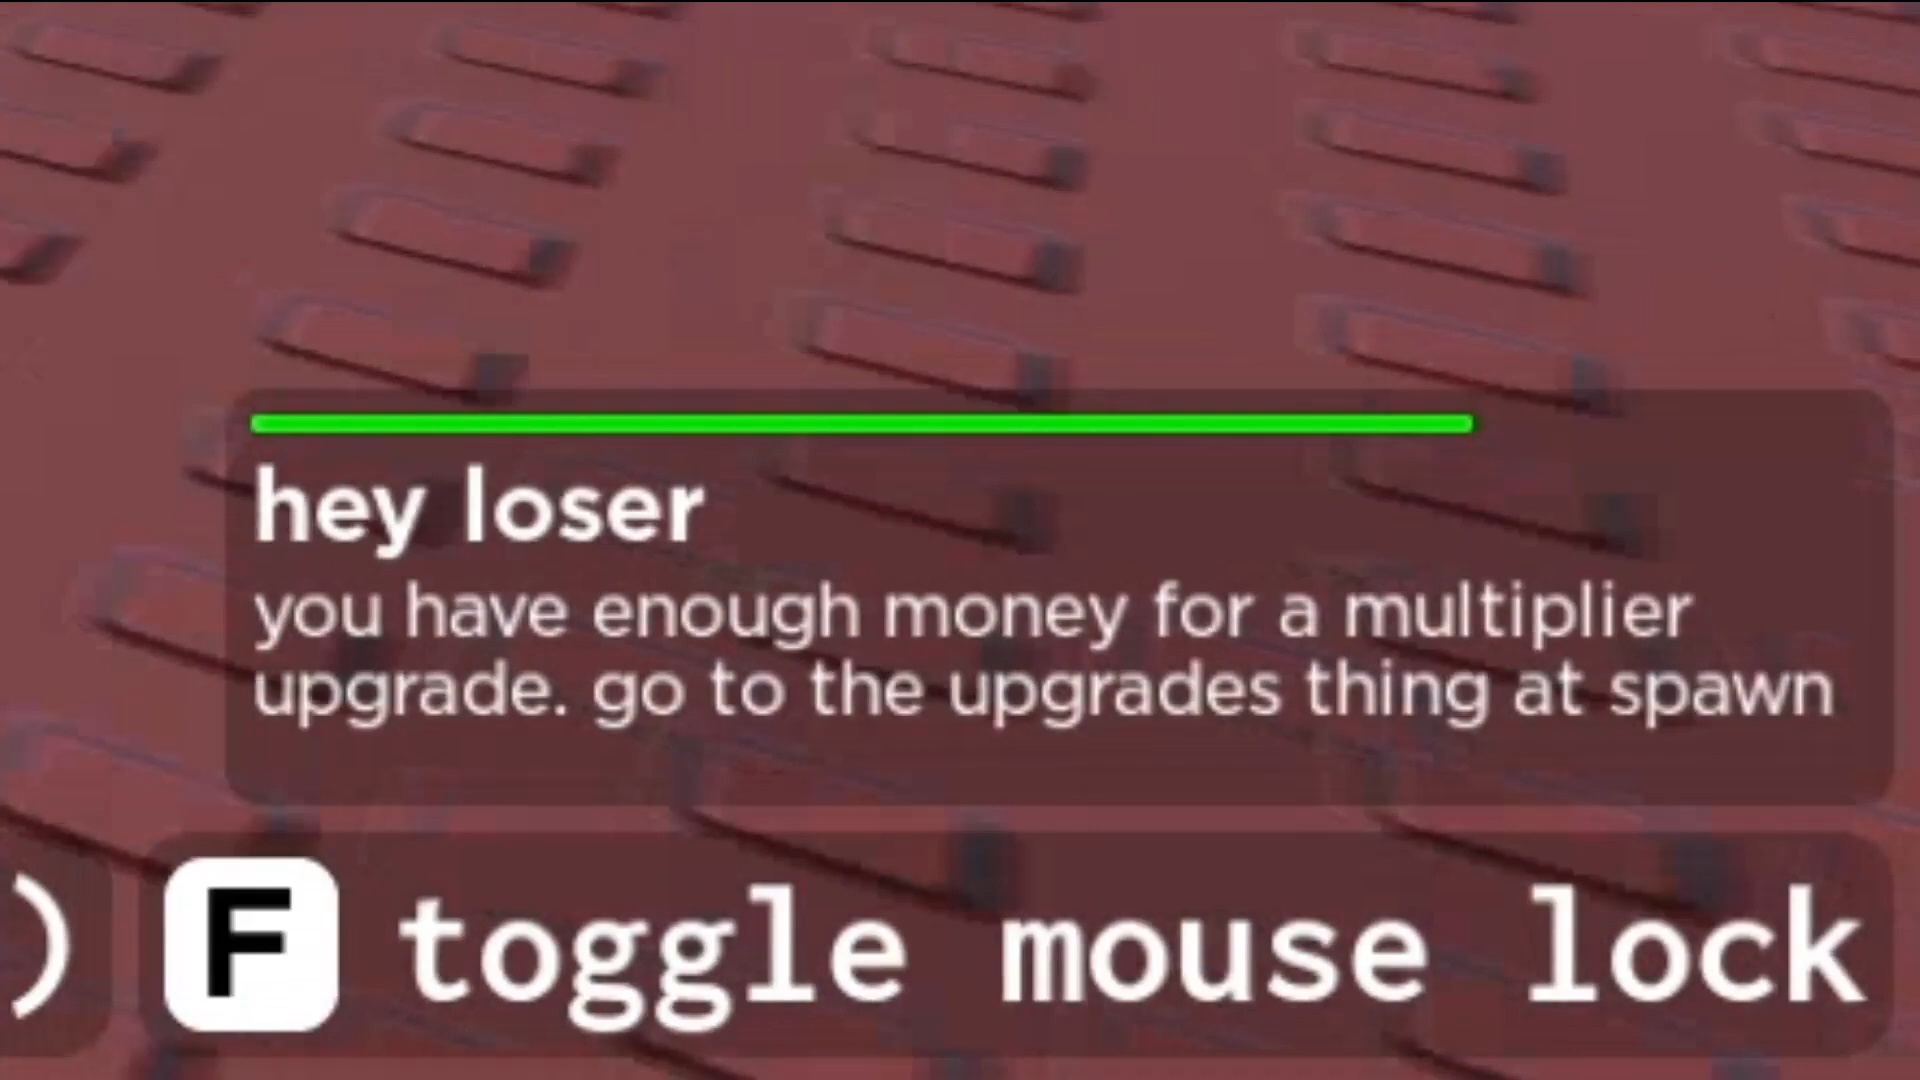 hey loser
you have enough money for a multiplier
upgrade. go to the upgrades thing at spawn
) F toggle mouse lock